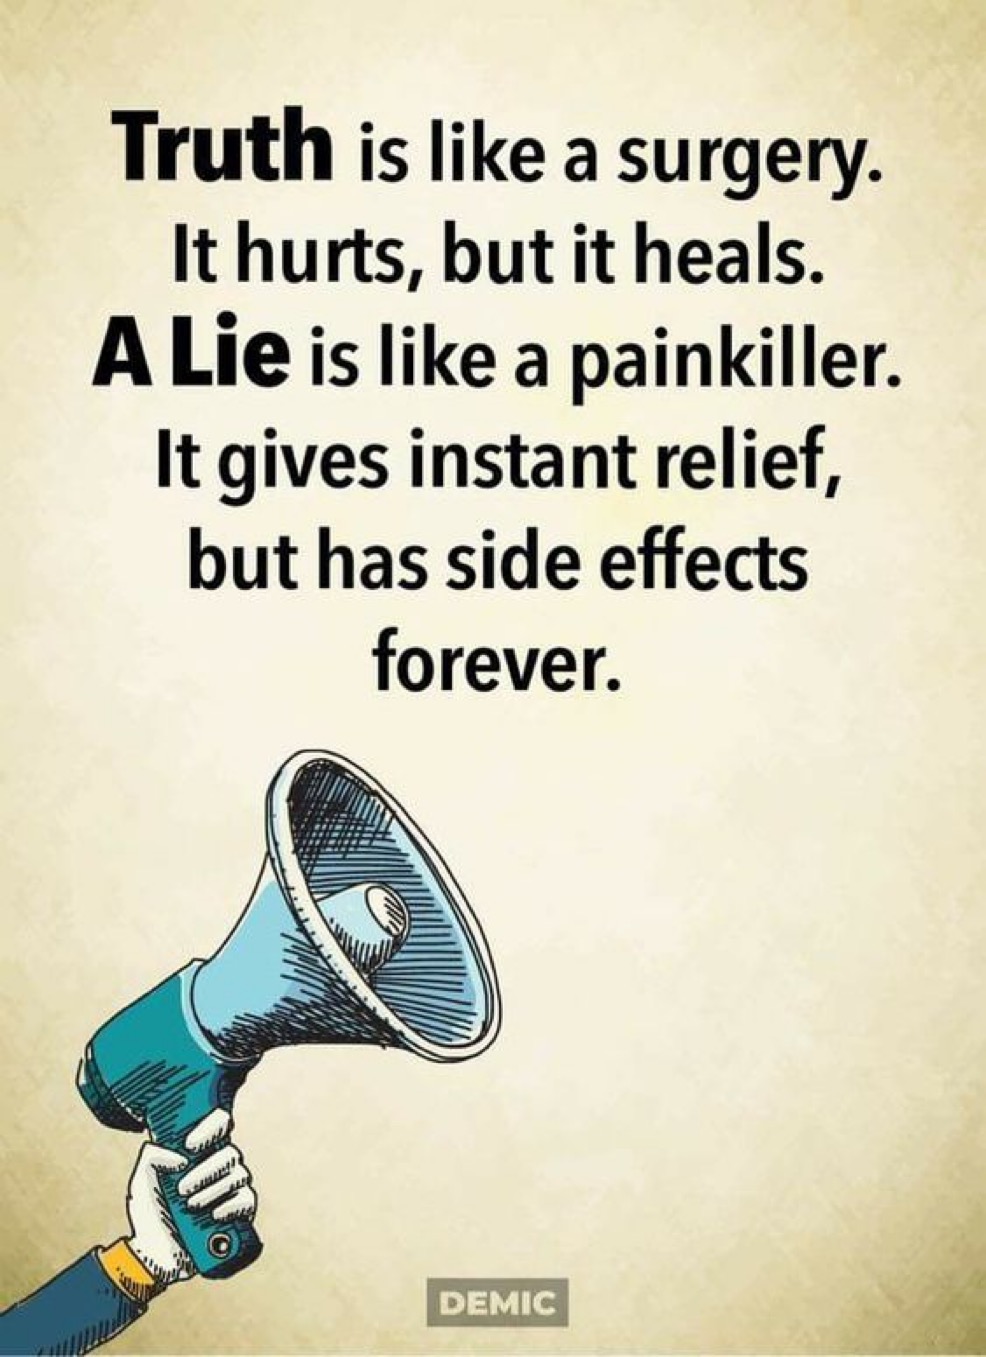 Truth is like a surgery.
It hurts, but it heals.
A Lie is like a painkiller.
It gives instant relief,
but has side effects
forever.
DEMIC